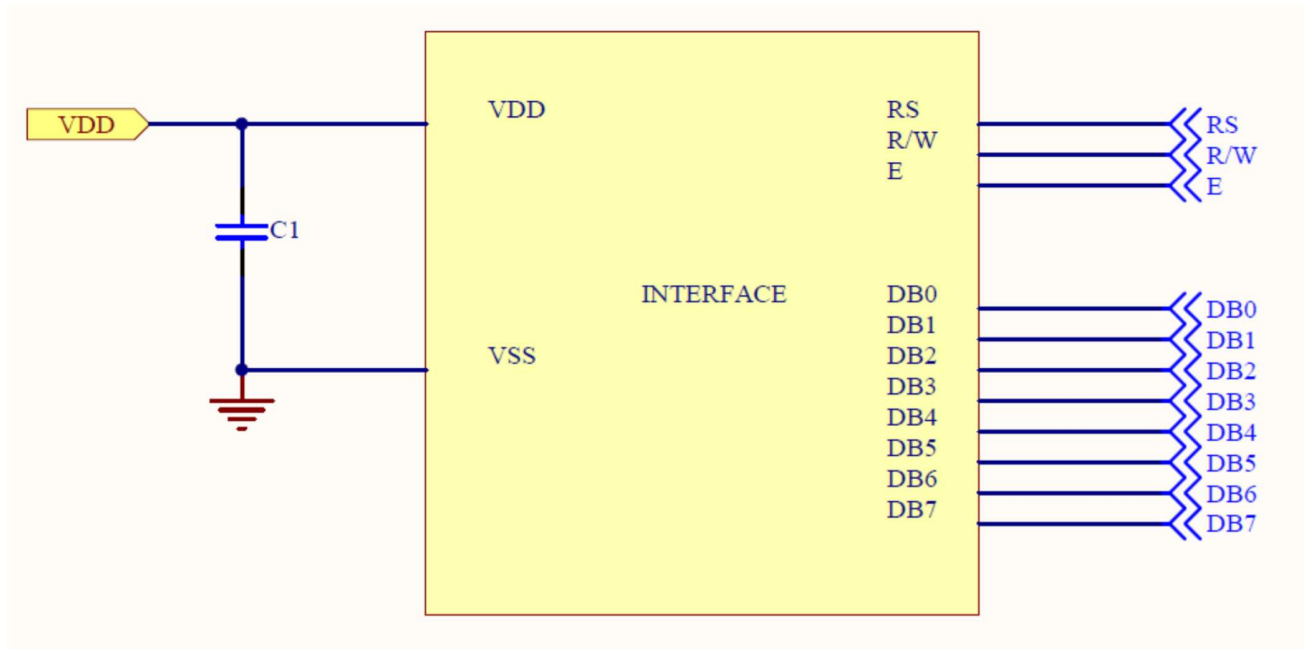 VDD
C1
VDD
VSS
INTERFACE
RS
R/W
E
DB0
DB1
DB2
DB3
DB4
DB5
DB6
DB7
RS
R/W
E
DB0
DB1
DB2
DB3
DB4
DB5
DB6
DB7